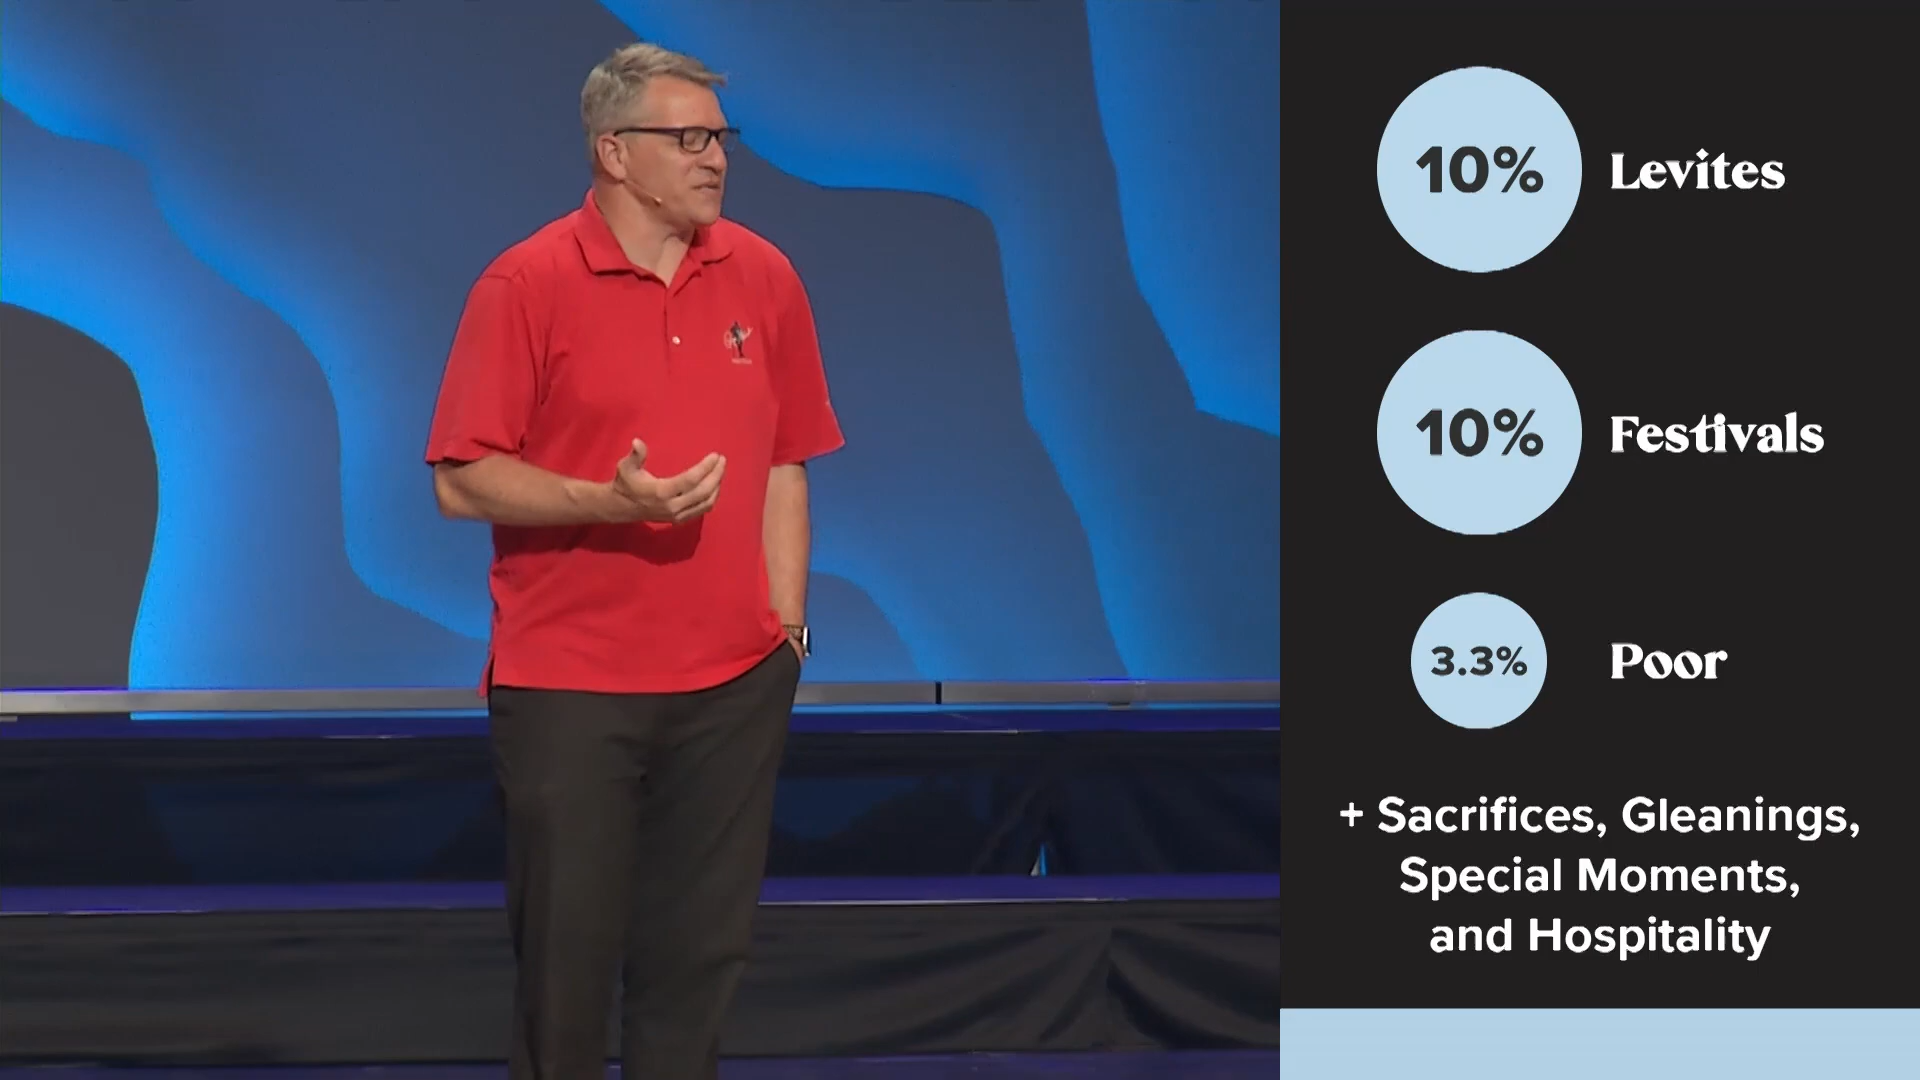 10% Levites
10% Festivals
3.3% Poor
+ Sacrifices, Gleanings,
Special Moments,
and Hospitality